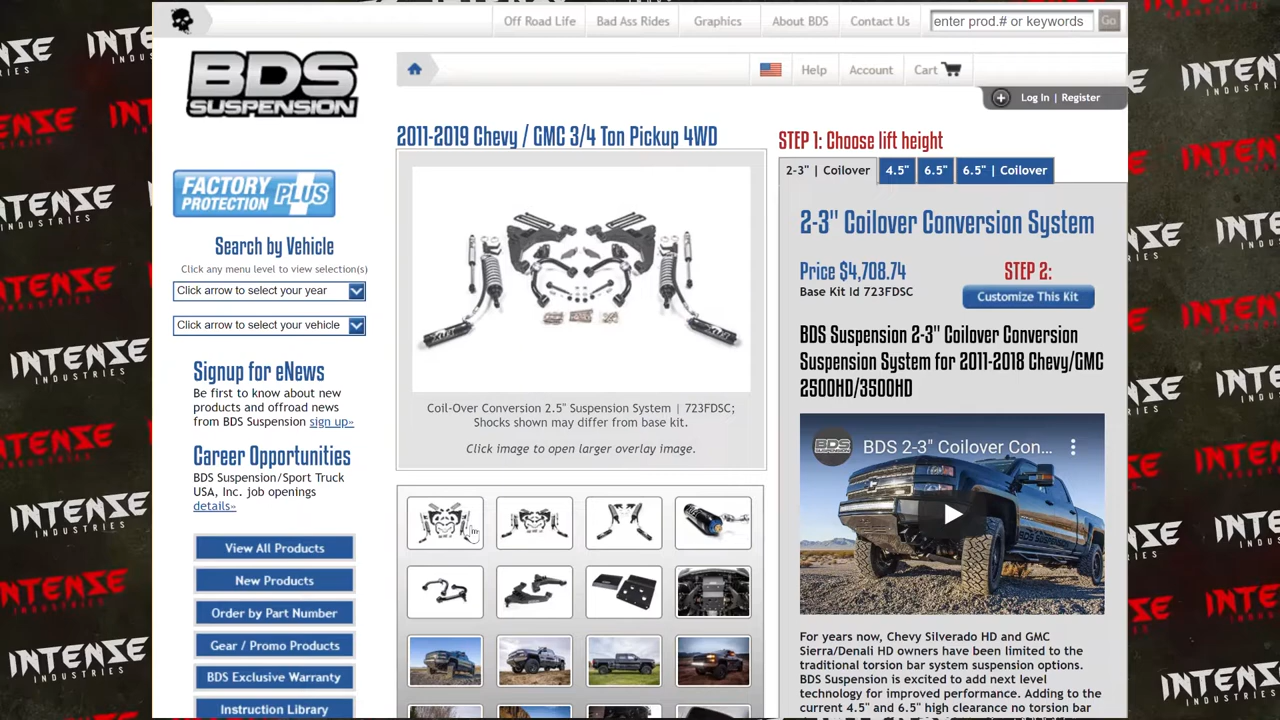 Off Road Life
Bad Ass Rides
Graphics
About BDS
Contact Us
enter prod.# or keywords
Go
BDS
SUSPENSION
Help
Account
Cart
Log In | Register
FACTORY
PROTECTION PLUS
Search by Vehicle
Click any menu level to view selection(s)
Click arrow to select your year
Click arrow to select your vehicle
Signup for eNews
Be first to know about new
products and offroad news
from BDS Suspension sign up»
Career Opportunities
BDS Suspension/Sport Truck
USA, Inc. job openings
details»
View All Products
New Products
Order by Part Number
Gear / Promo Products
BDS Exclusive Warranty
Instruction Library
2011-2019 Chevy / GMC 3/4 Ton Pickup 4WD
Coil-Over Conversion 2.5" Suspension System | 723FDSC;
Shocks shown may differ from base kit.
Click image to open larger overlay image.
STEP 1: Choose lift height
2-3" | Coilover
4.5"
6.5"
6.5" | Coilover
2-3" Coilover Conversion System
Price $4,708.74
Base Kit Id 723FDSC
STEP 2:
Customize This Kit
BDS Suspension 2-3" Coilover Conversion
Suspension System for 2011-2018 Chevy/GMC
2500HD/3500HD
BDS 2-3" Coilover Con...
For years now, Chevy Silverado HD and GMC
Sierra/Denali HD owners have been limited to the
traditional torsion bar system suspension options.
BDS Suspension is excited to add next level
technology for improved performance. Adding to the
current 4.5" and 6.5" high clearance no torsion bar
INTENSE
INDUSTRIES